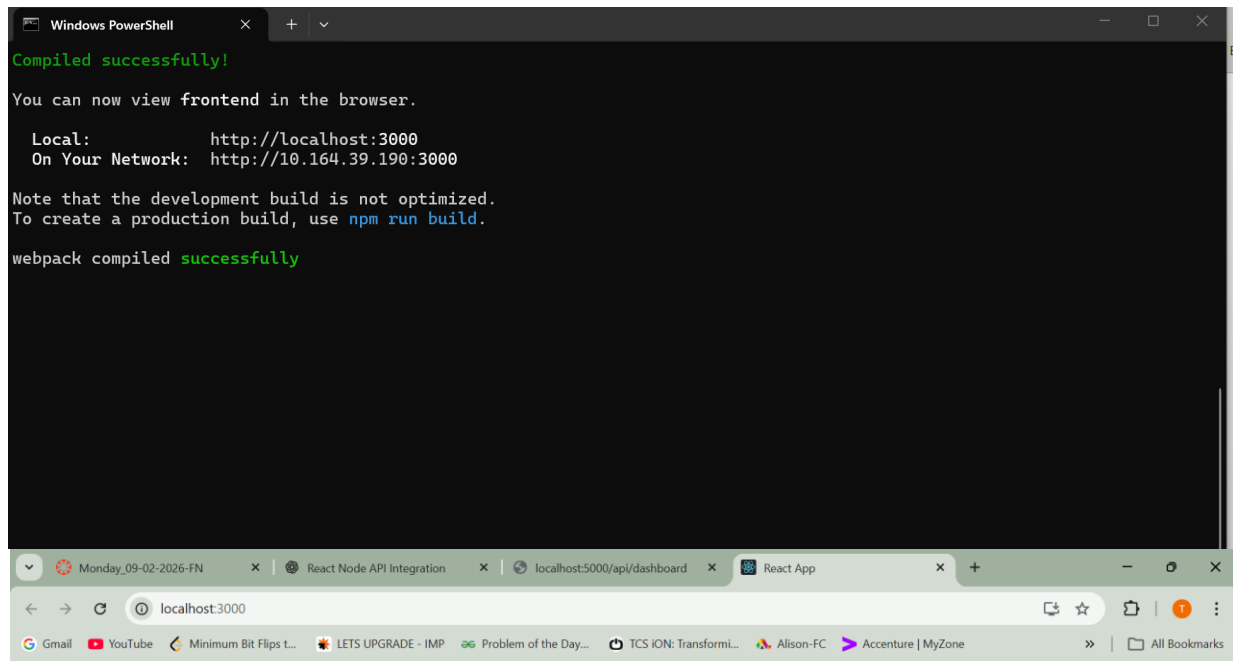 Windows PowerShell
Compiled successfully!
You can now view frontend in the browser.
Local: http://localhost:3000
On Your Network: http://10.164.39.190:3000
Note that the development build is not optimized.
To create a production build, use npm run build.
webpack compiled successfully
Monday_09-02-2026-FN React Node API Integration localhost:5000/api/dashboard React App
localhost:3000 T
Gmail YouTube Minimum Bit Flips t... LETS UPGRADE - IMP Problem of the Day... TCS iON: Transformi... Alison-FC Accenture | MyZone » All Bookmarks